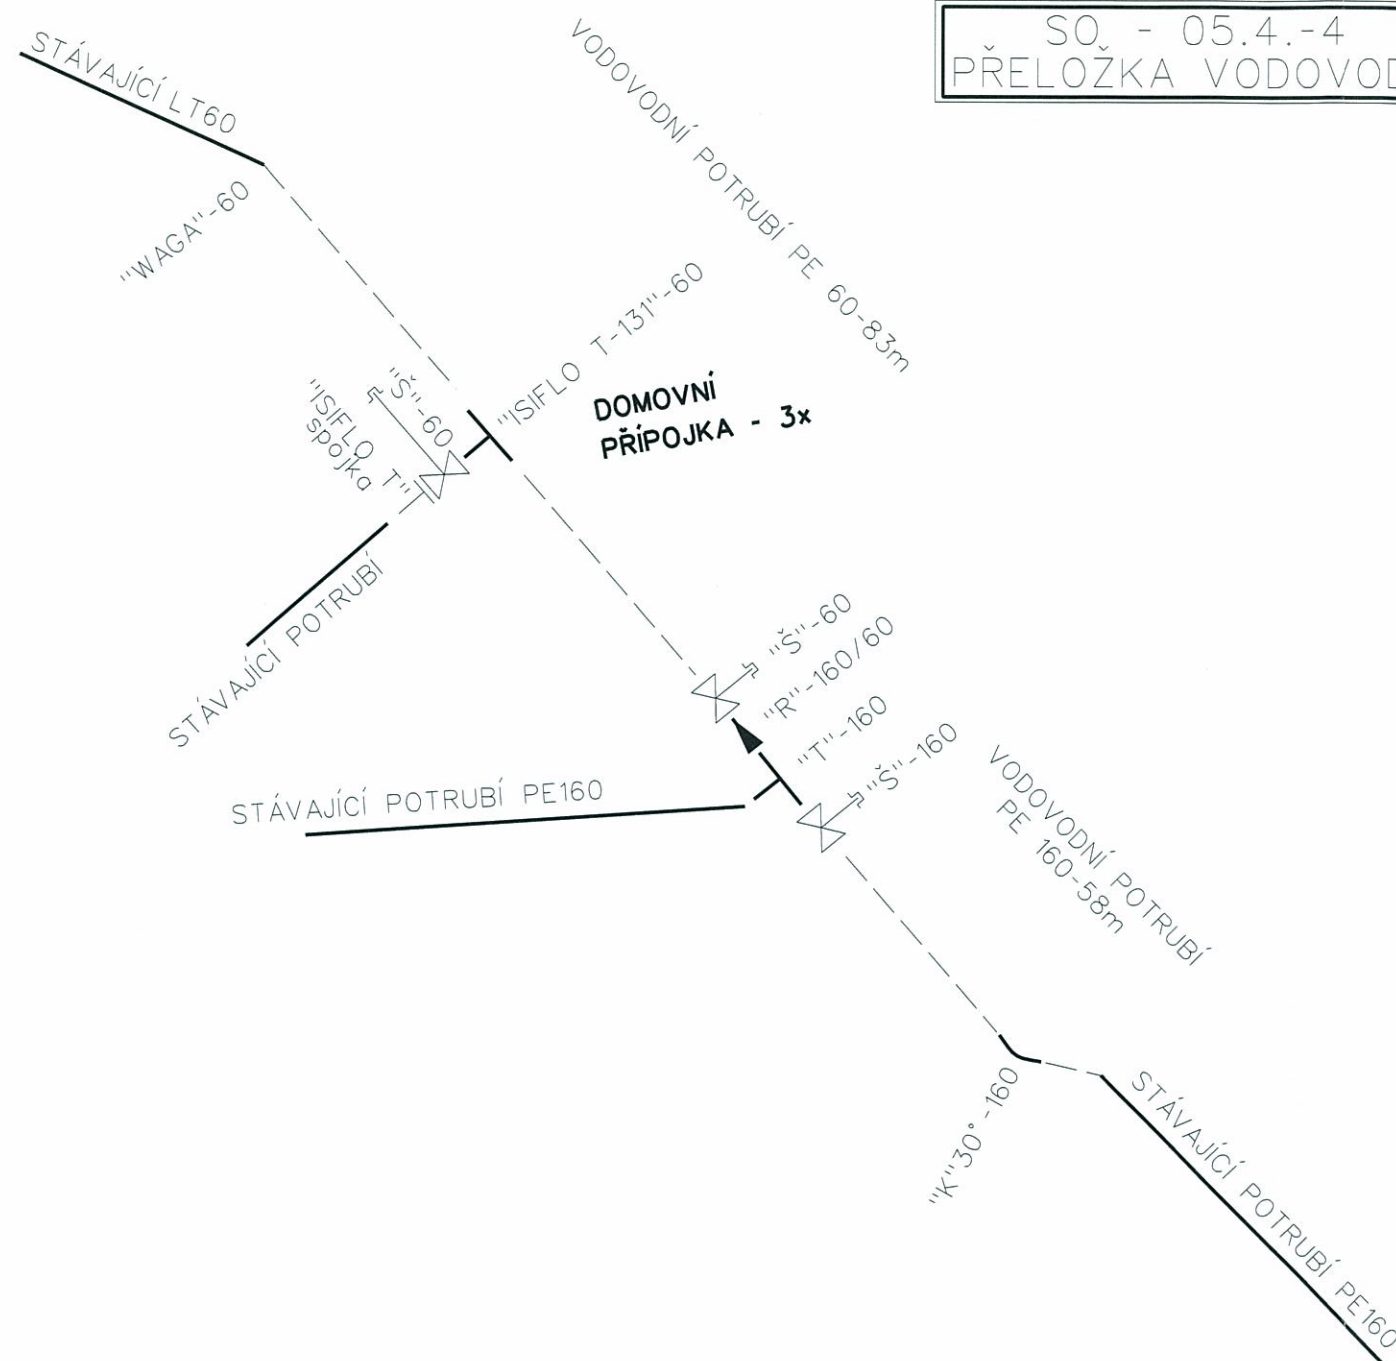 SO - 05.4.-4
PŘELOŽKA VODOVOD
STÁVAJÍCÍ LT60
VODOVODNÍ POTRUBÍ PE 60-83m
"WAGA"-60
"ISIFLO T-131"-60
DOMOVNÍ
PŘÍPOJKA - 3x
"Š"-60
"ISIFLO T"
spojka
STÁVAJÍCÍ POTRUBÍ
"Š"-60
"R"-160/60
"T"-160
"Š"-160
STÁVAJÍCÍ POTRUBÍ PE160
VODOVODNÍ POTRUBÍ
PE 160-58m
"K"30°-160
STÁVAJÍCÍ POTRUBÍ PE160